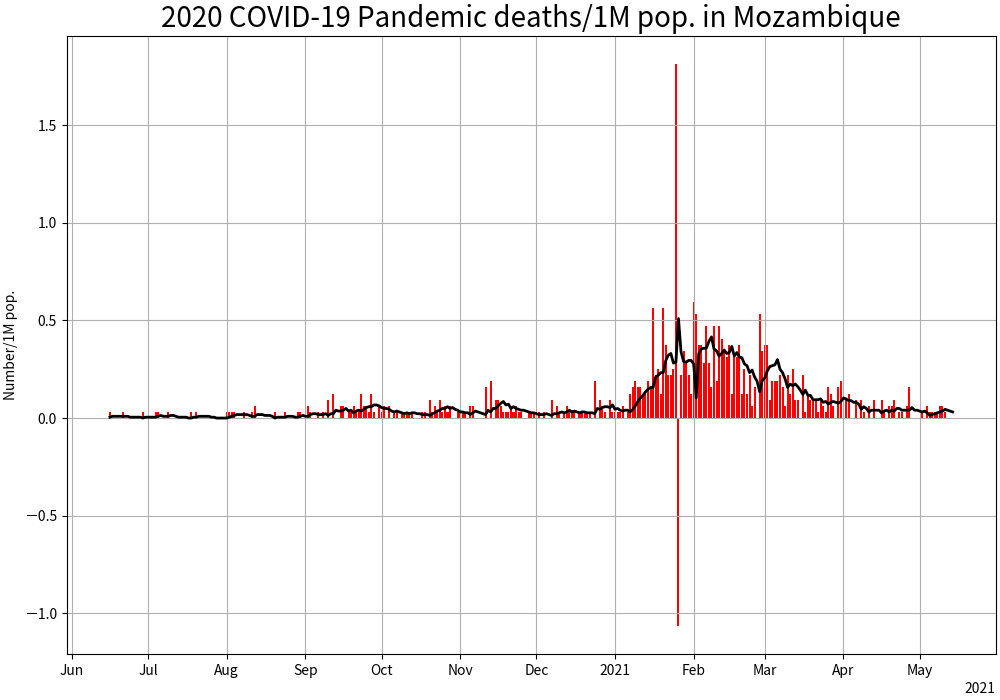 2020 COVID-19 Pandemic deaths/1M pop. in Mozambique
Number/1M pop.
1.5
1.0
0.5
0.0
−0.5
−1.0
Jun Jul Aug Sep Oct Nov Dec 2021 Feb Mar Apr May
2021